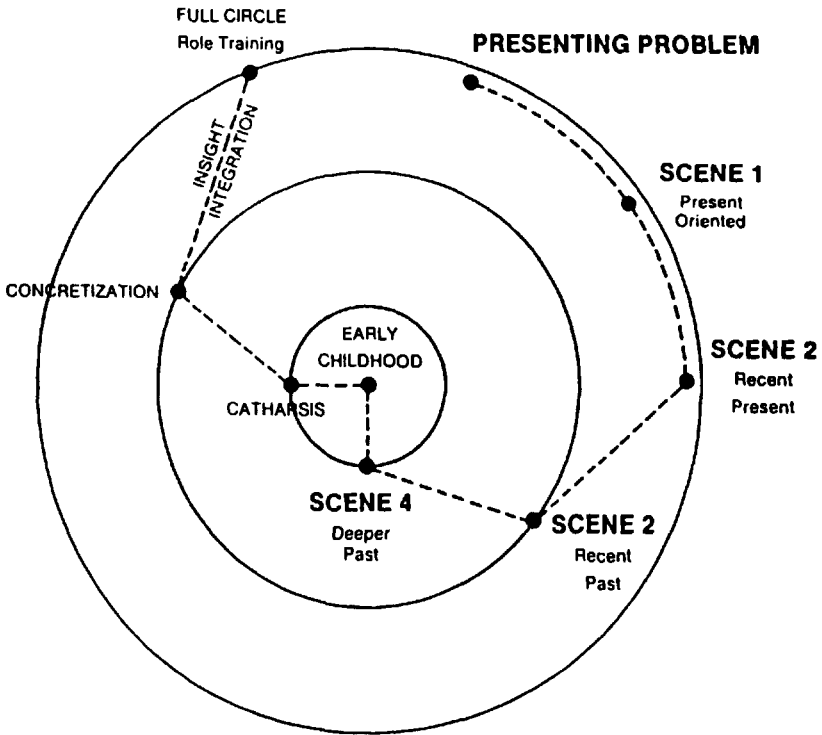 FULL CIRCLE
Role Training
PRESENTING PROBLEM
INSIGHT
INTEGRATION
SCENE 1
Present
Oriented
CONCRETIZATION
EARLY
CHILDHOOD
SCENE 2
Recent
Present
CATHARSIS
SCENE 4
Deeper
Past
SCENE 2
Recent
Past